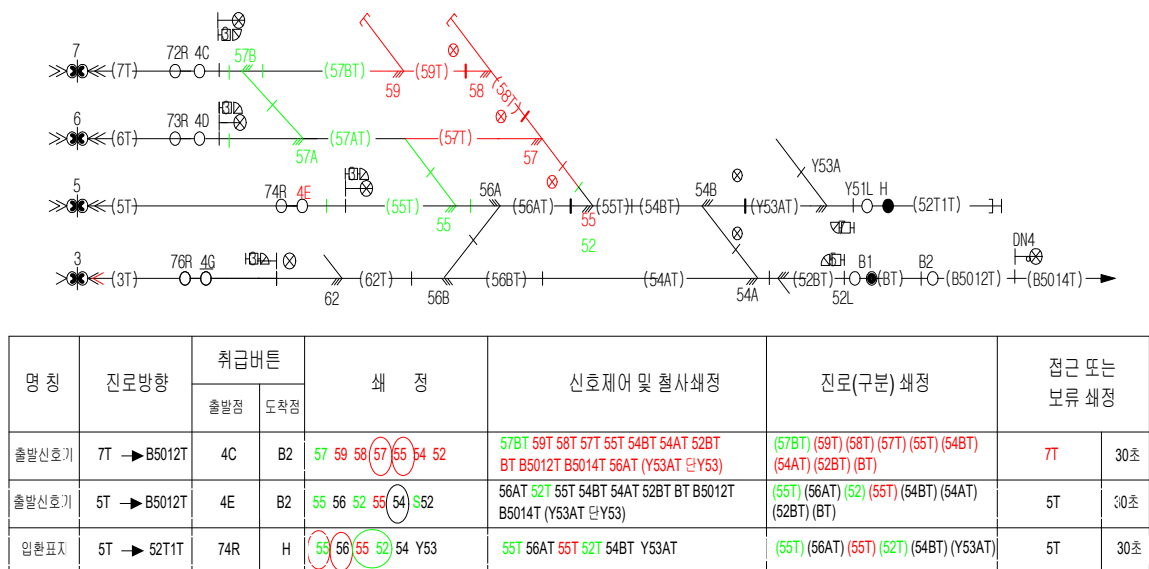 7 (7T) 72R 4C 3 57B (57BT) 59 (59T) 58 (58T)
6 (6T) 73R 4D 3 57A (57AT) (57T) 57
5 (5T) 74R 4E 3 (55T) 55 56A (56AT) 55 52 (55T) (54BT) 54B (Y53AT) Y53A Y51L H (52T1T)
3 (3T) 76R 4G 3 62 (62T) 56B (56BT) (54AT) 54A (52BT) 52L B1 (BT) B2 (B5012T) DN4 (B5014T)
명 칭 진로방향 취급버튼 쇄 정 신호제어 및 철사쇄정 진로(구분) 쇄정 접근 또는
보류 쇄정
출발점 도착점
출발신호기 7T → B5012T 4C B2 57 59 58 57 55 54 52 57BT 59T 58T 57T 55T 54BT 54AT 52BT
BT B5012T B5014T 56AT (Y53AT 단Y53) (57BT) (59T) (58T) (57T) (55T) (54BT)
(54AT) (52BT) (BT) 7T 30초
출발신호기 5T → B5012T 4E B2 55 56 52 55 54 S52 56AT 52T 55T 54BT 54AT 52BT BT B5012T
B5014T (Y53AT 단Y53) (55T) (56AT) (52) (55T) (54BT) (54AT)
(52BT) (BT) 5T 30초
입환표지 5T → 52T1T 74R H 55 56 55 52 54 Y53 55T 56AT 55T 52T 54BT Y53AT (55T) (56AT) (55T) (52T) (54BT) (Y53AT) 5T 30초